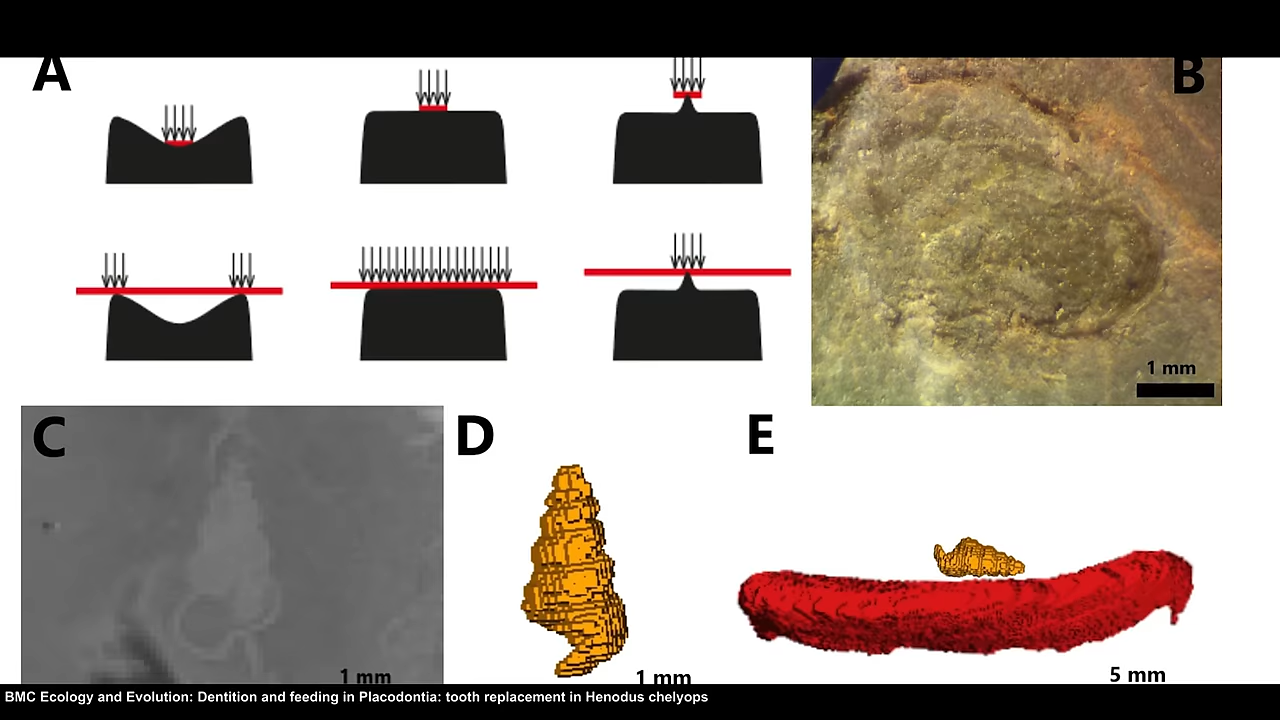 A
B
1 mm
C
D
E
1 mm
1 mm
5 mm
BMC Ecology and Evolution: Dentition and feeding in Placodontia: tooth replacement in Henodus chelyops